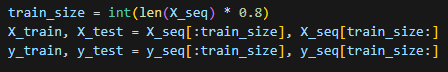 train_size = int(len(X_seq) * 0.8)
X_train, X_test = X_seq[:train_size], X_seq[train_size:]
y_train, y_test = y_seq[:train_size], y_seq[train_size:]